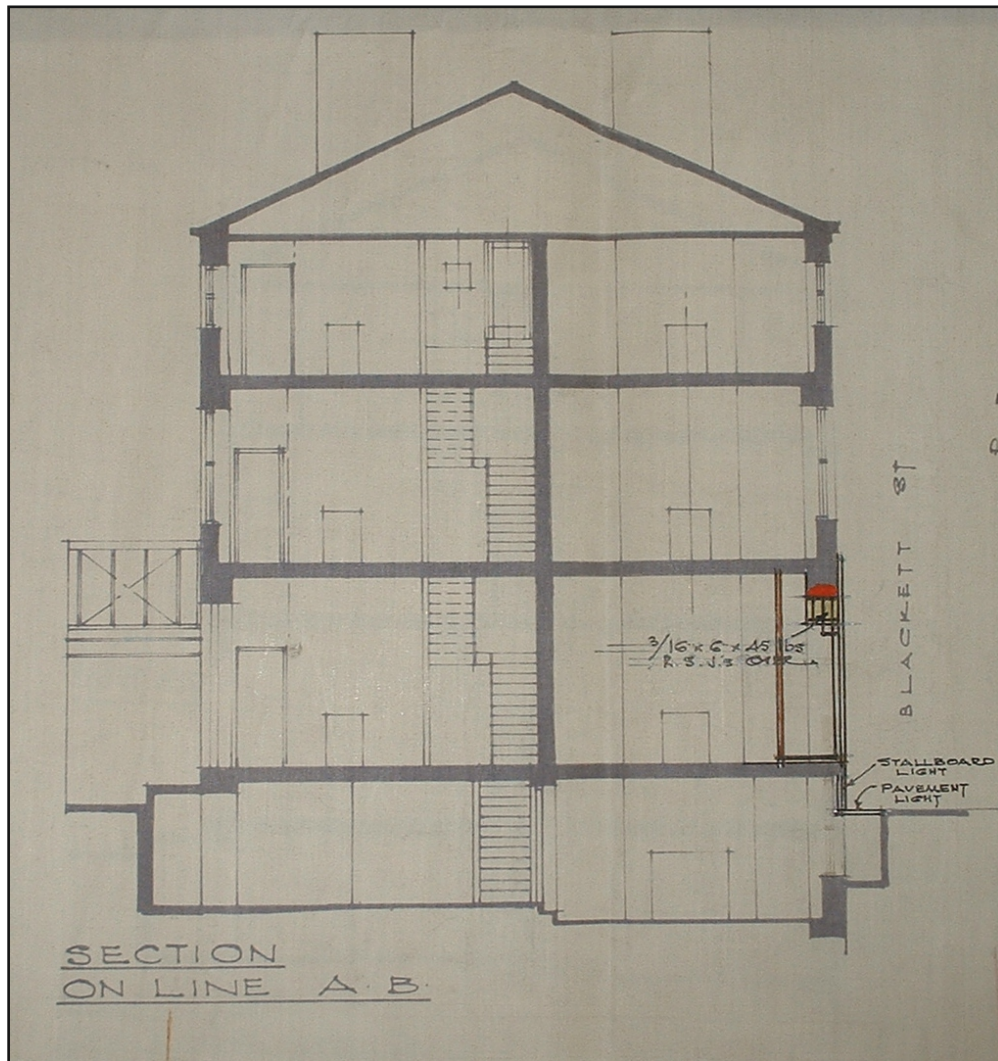 3/16 x 6 x 45 lbs
R. S. J.s OVER
BLACKETT ST
STALLBOARD
LIGHT
PAVEMENT
LIGHT
SECTION
ON LINE A. B.